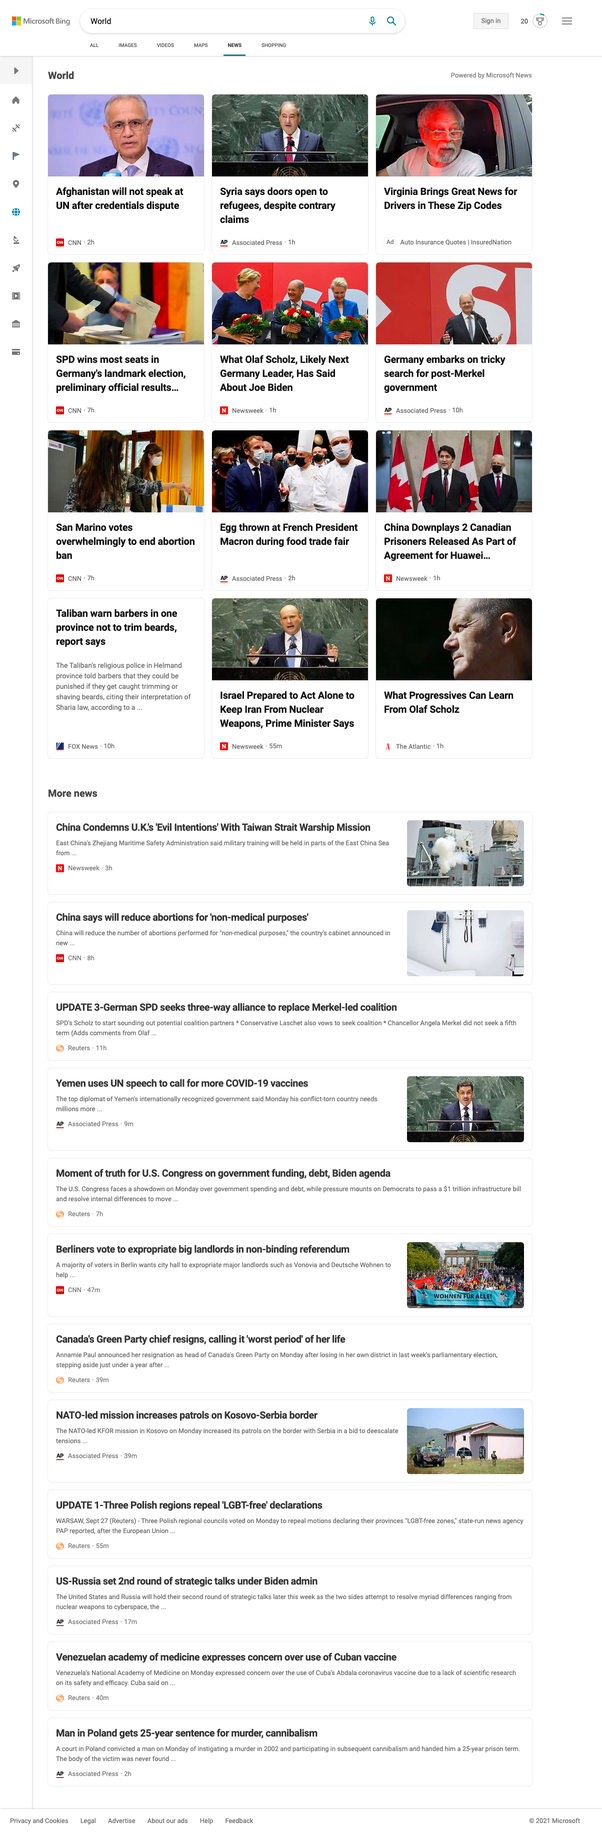 Microsoft Bing
World
Sign in
20
ALL
IMAGES
VIDEOS
MAPS
NEWS
SHOPPING
World
Powered by Microsoft News
Afghanistan will not speak at
UN after credentials dispute
CNN · 2h
Syria says doors open to
refugees, despite contrary
claims
AP Associated Press · 1h
Virginia Brings Great News for
Drivers in These Zip Codes
Ad Auto Insurance Quotes | InsuredNation
SPD wins most seats in
Germany's landmark election,
preliminary official results...
CNN · 7h
What Olaf Scholz, Likely Next
Germany Leader, Has Said
About Joe Biden
N Newsweek · 1h
Germany embarks on tricky
search for post-Merkel
government
AP Associated Press · 10h
San Marino votes
overwhelmingly to end abortion
ban
CNN · 7h
Egg thrown at French President
Macron during food trade fair
AP Associated Press · 2h
China Downplays 2 Canadian
Prisoners Released As Part of
Agreement for Huawei...
N Newsweek · 1h
Taliban warn barbers in one
province not to trim beards,
report says
The Taliban's religious police in Helmand
province told barbers that they could be
punished if they get caught trimming or
shaving beards, citing their interpretation of
Sharia law, according to a ...
FOX News · 10h
Israel Prepared to Act Alone to
Keep Iran From Nuclear
Weapons, Prime Minister Says
N Newsweek · 55m
What Progressives Can Learn
From Olaf Scholz
The Atlantic · 1h
More news
China Condemns U.K.'s 'Evil Intentions' With Taiwan Strait Warship Mission
East China's Zhejiang Maritime Safety Administration said military training will be held in parts of the East China Sea
from ...
N Newsweek · 3h
China says will reduce abortions for 'non-medical purposes'
China will reduce the number of abortions performed for "non-medical purposes," the country's cabinet announced in
new ...
CNN · 8h
UPDATE 3-German SPD seeks three-way alliance to replace Merkel-led coalition
SPD's Scholz to start sounding out potential coalition partners * Conservative Laschet also vows to seek coalition * Chancellor Angela Merkel did not seek a fifth
term (Adds comments from Olaf ...
Reuters · 11h
Yemen uses UN speech to call for more COVID-19 vaccines
The top diplomat of Yemen's internationally recognized government said Monday his conflict-torn country needs
millions more ...
AP Associated Press · 9m
Moment of truth for U.S. Congress on government funding, debt, Biden agenda
The U.S. Congress faces a showdown on Monday over government spending and debt, while pressure mounts on Democrats to pass a $1 trillion infrastructure bill
and resolve internal differences to move ...
Reuters · 7h
Berliners vote to expropriate big landlords in non-binding referendum
A majority of voters in Berlin wants city hall to expropriate major landlords such as Vonovia and Deutsche Wohnen to
help ...
CNN · 47m
WOHNEN FÜR ALLE!
Canada's Green Party chief resigns, calling it 'worst period' of her life
Annamie Paul announced her resignation as head of Canada's Green Party on Monday after losing in her own district in last week's parliamentary election,
stepping aside just under a year after ...
Reuters · 39m
NATO-led mission increases patrols on Kosovo-Serbia border
The NATO-led KFOR mission in Kosovo on Monday increased its patrols on the border with Serbia in a bid to deescalate
tensions ...
AP Associated Press · 39m
UPDATE 1-Three Polish regions repeal 'LGBT-free' declarations
WARSAW, Sept 27 (Reuters) - Three Polish regional councils voted on Monday to repeal motions declaring their provinces "LGBT-free zones," state-run news agency
PAP reported, after the European Union ...
Reuters · 55m
US-Russia set 2nd round of strategic talks under Biden admin
The United States and Russia will hold their second round of strategic talks later this week as the two sides attempt to resolve myriad differences ranging from
nuclear weapons to cyberspace, the ...
AP Associated Press · 17m
Venezuelan academy of medicine expresses concern over use of Cuban vaccine
Venezuela's National Academy of Medicine on Monday expressed concern over the use of Cuba's Abdala coronavirus vaccine due to a lack of scientific research
on its safety and efficacy. Cuba said on ...
Reuters · 40m
Man in Poland gets 25-year sentence for murder, cannibalism
A court in Poland convicted a man on Monday of instigating a murder in 2002 and participating in subsequent cannibalism and handed him a 25-year prison term.
The body of the victim was never found ...
AP Associated Press · 2h
Privacy and Cookies
Legal
Advertise
About our ads
Help
Feedback
© 2021 Microsoft